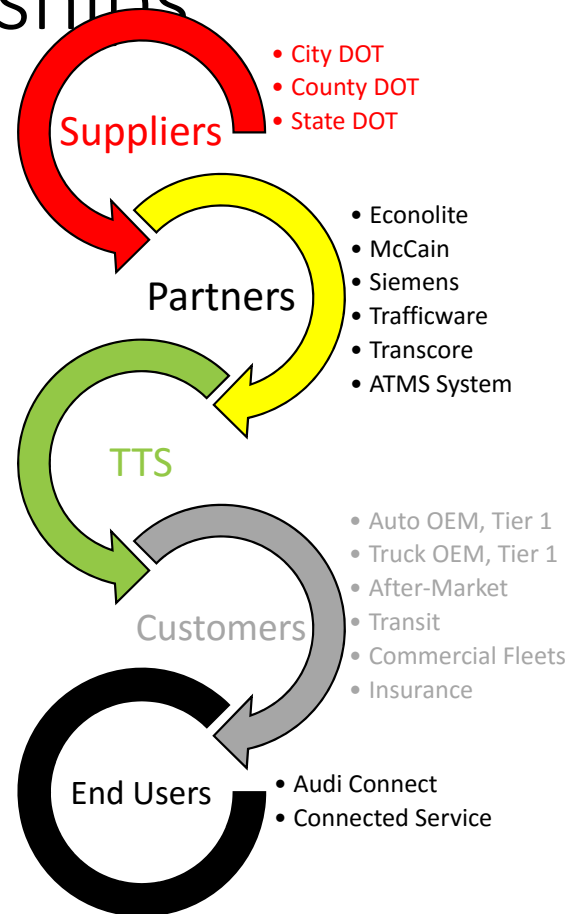 • City DOT
• County DOT
• State DOT
Suppliers
• Econolite
• McCain
• Siemens
• Trafficware
• Transcore
• ATMS System
Partners
TTS
• Auto OEM, Tier 1
• Truck OEM, Tier 1
• After-Market
• Transit
• Commercial Fleets
• Insurance
Customers
End Users
• Audi Connect
• Connected Service